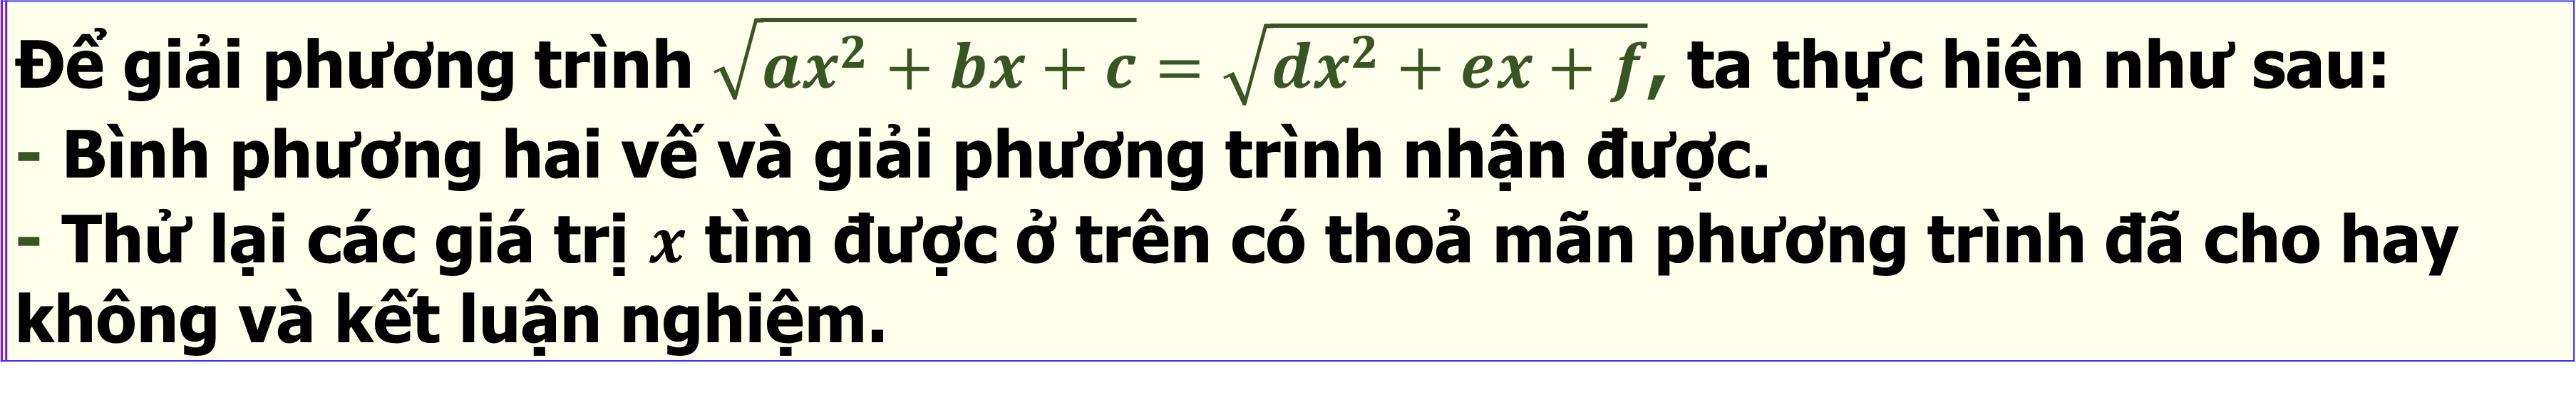 Để giải phương trình √(ax² + bx + c) = √(dx² + ex + f), ta thực hiện như sau:
- Bình phương hai vế và giải phương trình nhận được.
- Thử lại các giá trị x tìm được ở trên có thoả mãn phương trình đã cho hay
không và kết luận nghiệm.